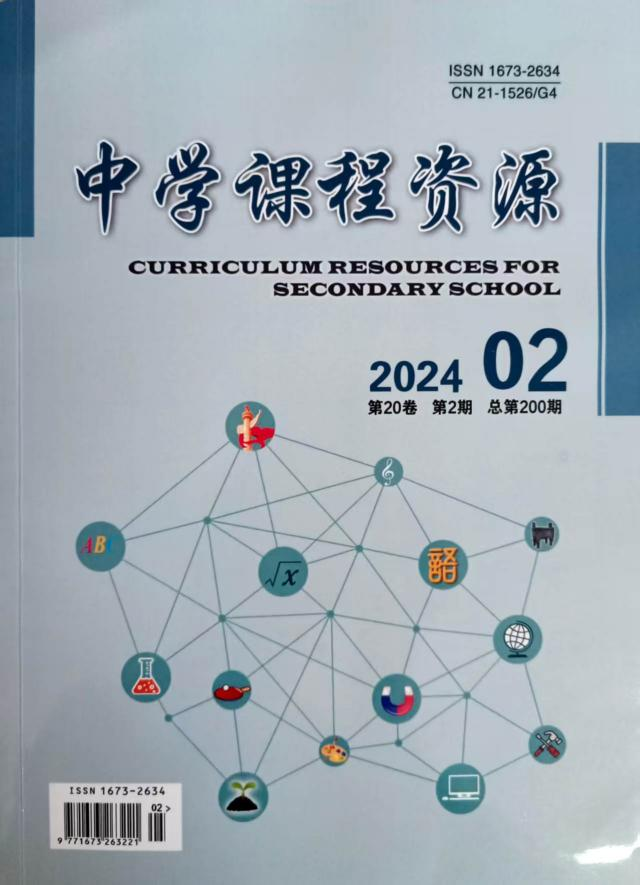 ISSN 1673-2634
CN 21-1526/G4
中学课程资源
CURRICULUM RESOURCES FOR
SECONDARY SCHOOL
2024 02
第20卷 第2期 总第200期
ABC
√x
語
ISSN 1673-2634
02>
9 771673 263221